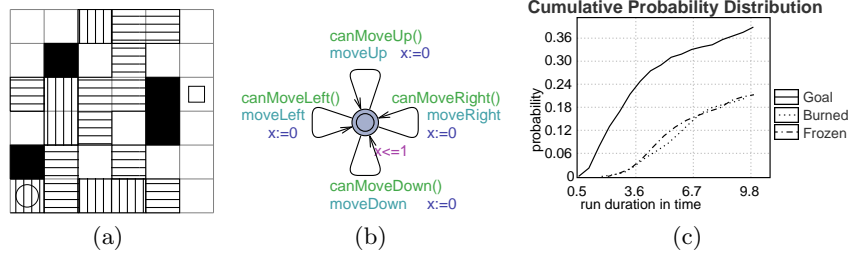 (a)
canMoveUp()
moveUp x:=0
canMoveLeft()
moveLeft
x:=0
canMoveRight()
moveRight
x:=0
x<=1
canMoveDown()
moveDown x:=0
(b)
Cumulative Probability Distribution
probability
0.36
0.30
0.24
0.18
0.12
0.06
0
0.5 3.6 6.7 9.8
run duration in time
Goal
Burned
Frozen
(c)